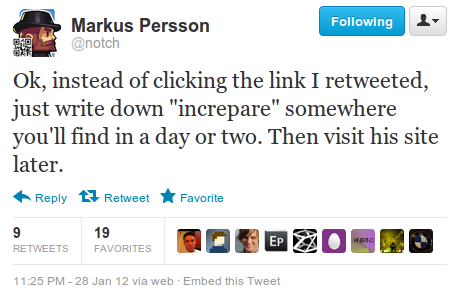 Markus Persson
@notch
Following
Ok, instead of clicking the link I retweeted,
just write down "increpare" somewhere
you'll find in a day or two. Then visit his site
later.
Reply Retweet Favorite
9 19
RETWEETS FAVORITES
EP
11:25 PM - 28 Jan 12 via web · Embed this Tweet